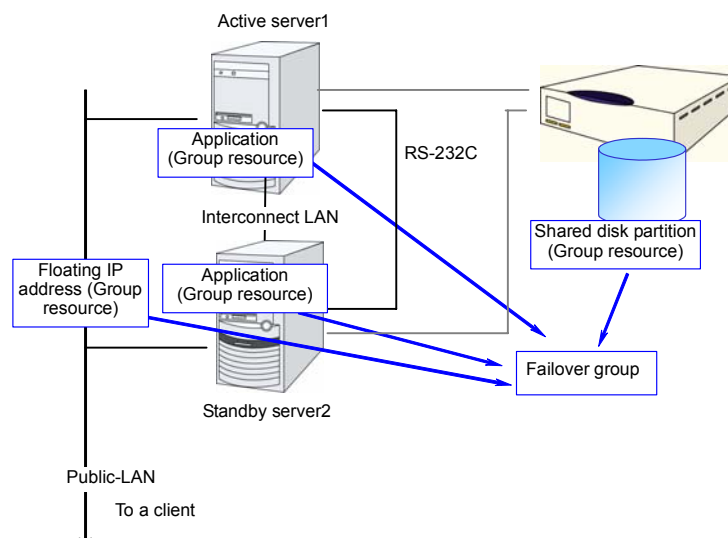 Active server1
Application
(Group resource)
RS-232C
Interconnect LAN
Shared disk partition
(Group resource)
Floating IP
address (Group
resource)
Application
(Group resource)
Failover group
Standby server2
Public-LAN
To a client